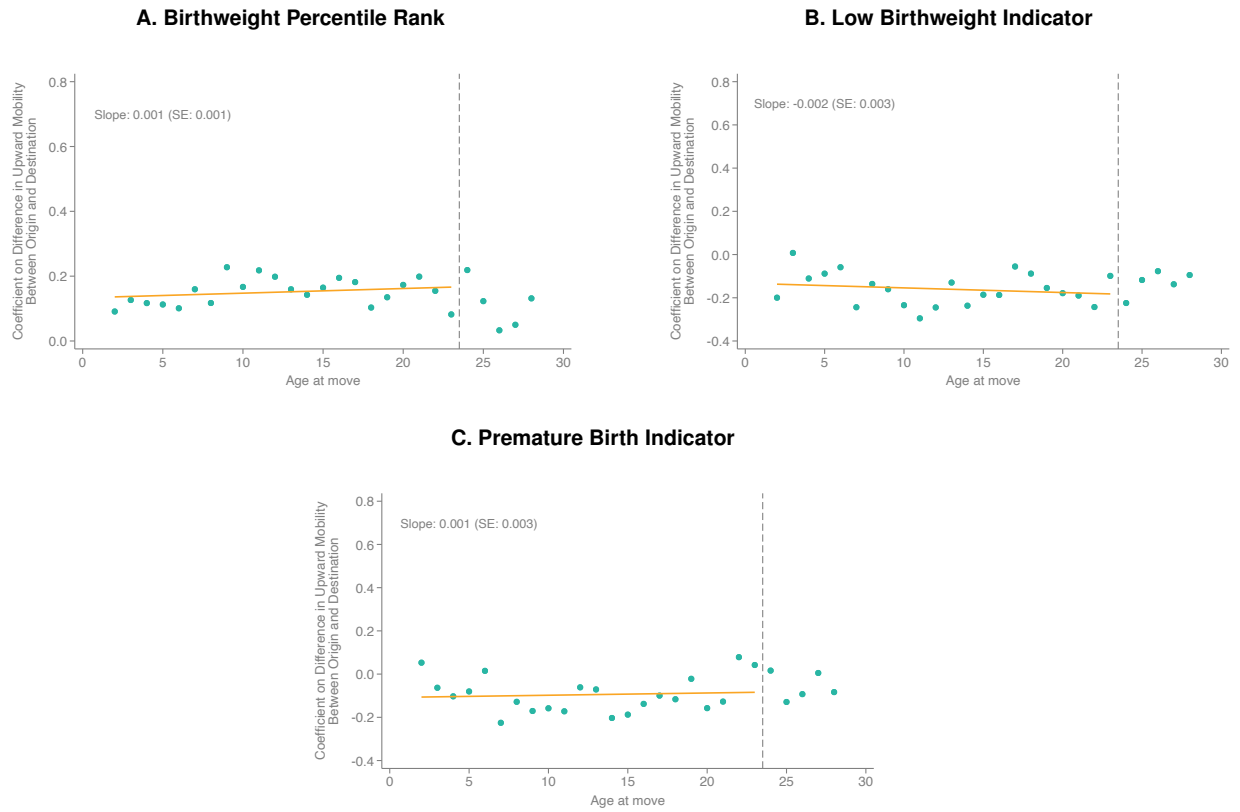 A. Birthweight Percentile Rank
Coefficient on Difference in Upward Mobility
Between Origin and Destination
0.8
0.6
0.4
0.2
0.0
Slope: 0.001 (SE: 0.001)
0 5 10 15 20 25 30
Age at move
B. Low Birthweight Indicator
Coefficient on Difference in Upward Mobility
Between Origin and Destination
0.8
0.6
0.4
0.2
0.0
-0.2
-0.4
Slope: -0.002 (SE: 0.003)
0 5 10 15 20 25 30
Age at move
C. Premature Birth Indicator
Coefficient on Difference in Upward Mobility
Between Origin and Destination
0.8
0.6
0.4
0.2
0.0
-0.2
-0.4
Slope: 0.001 (SE: 0.003)
0 5 10 15 20 25 30
Age at move